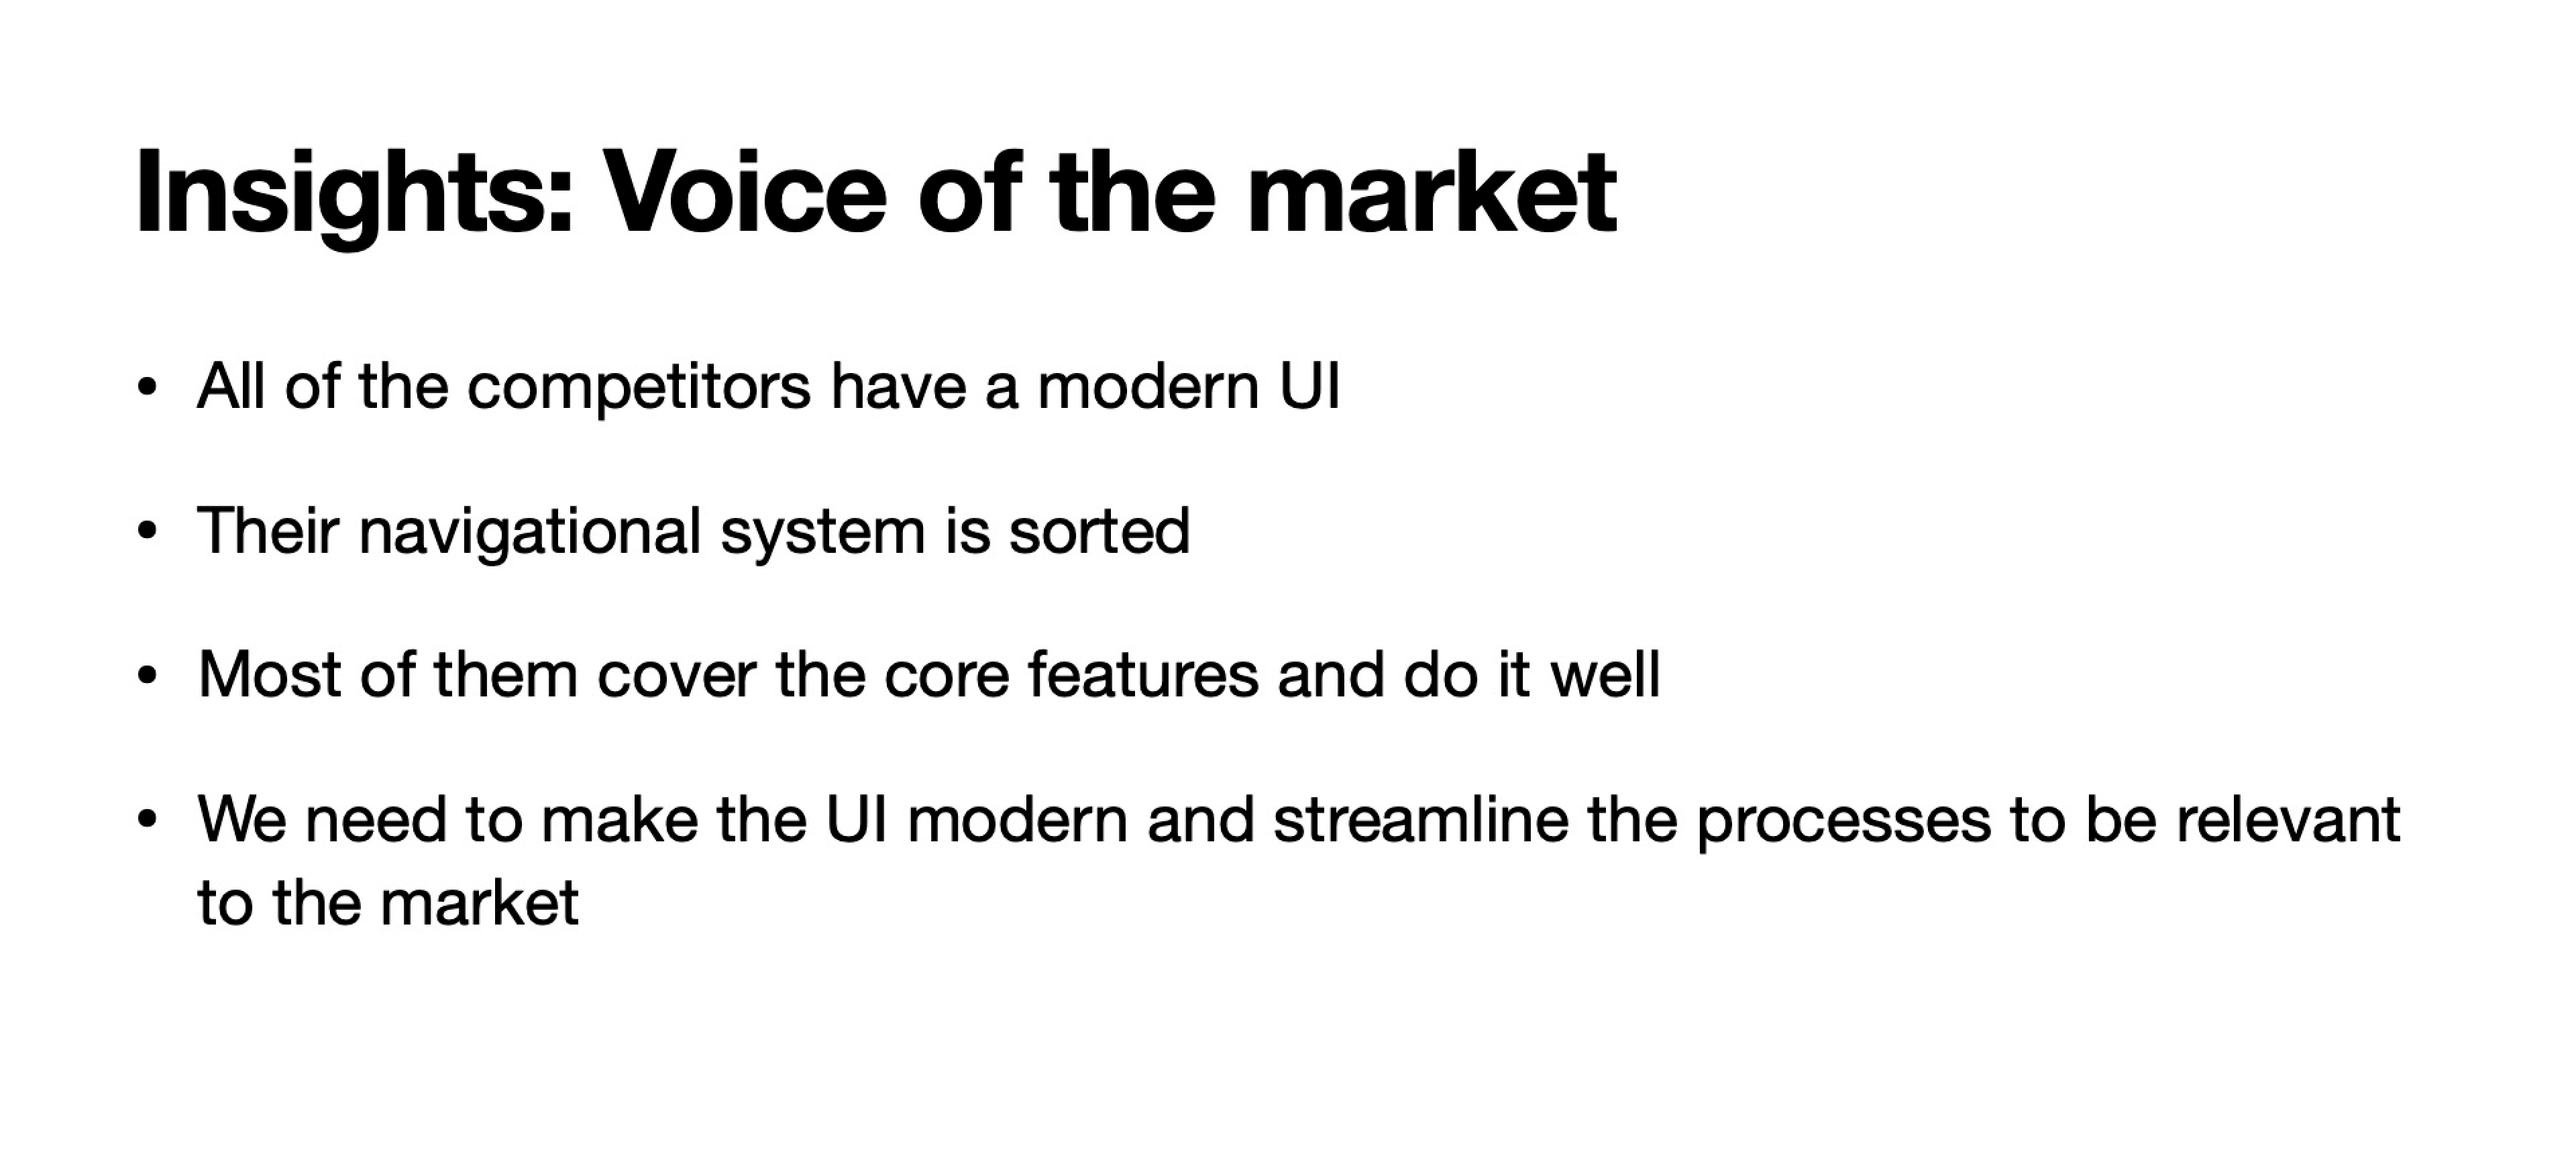 Insights: Voice of the market
• All of the competitors have a modern UI
• Their navigational system is sorted
• Most of them cover the core features and do it well
• We need to make the UI modern and streamline the processes to be relevant
to the market